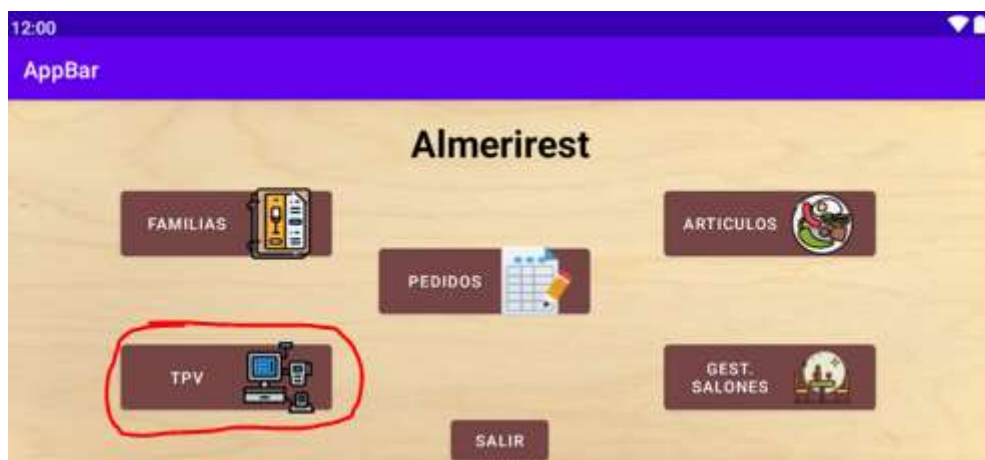 12:00
AppBar
Almerirest
FAMILIAS
ARTICULOS
PEDIDOS
TPV
GEST.
SALONES
SALIR